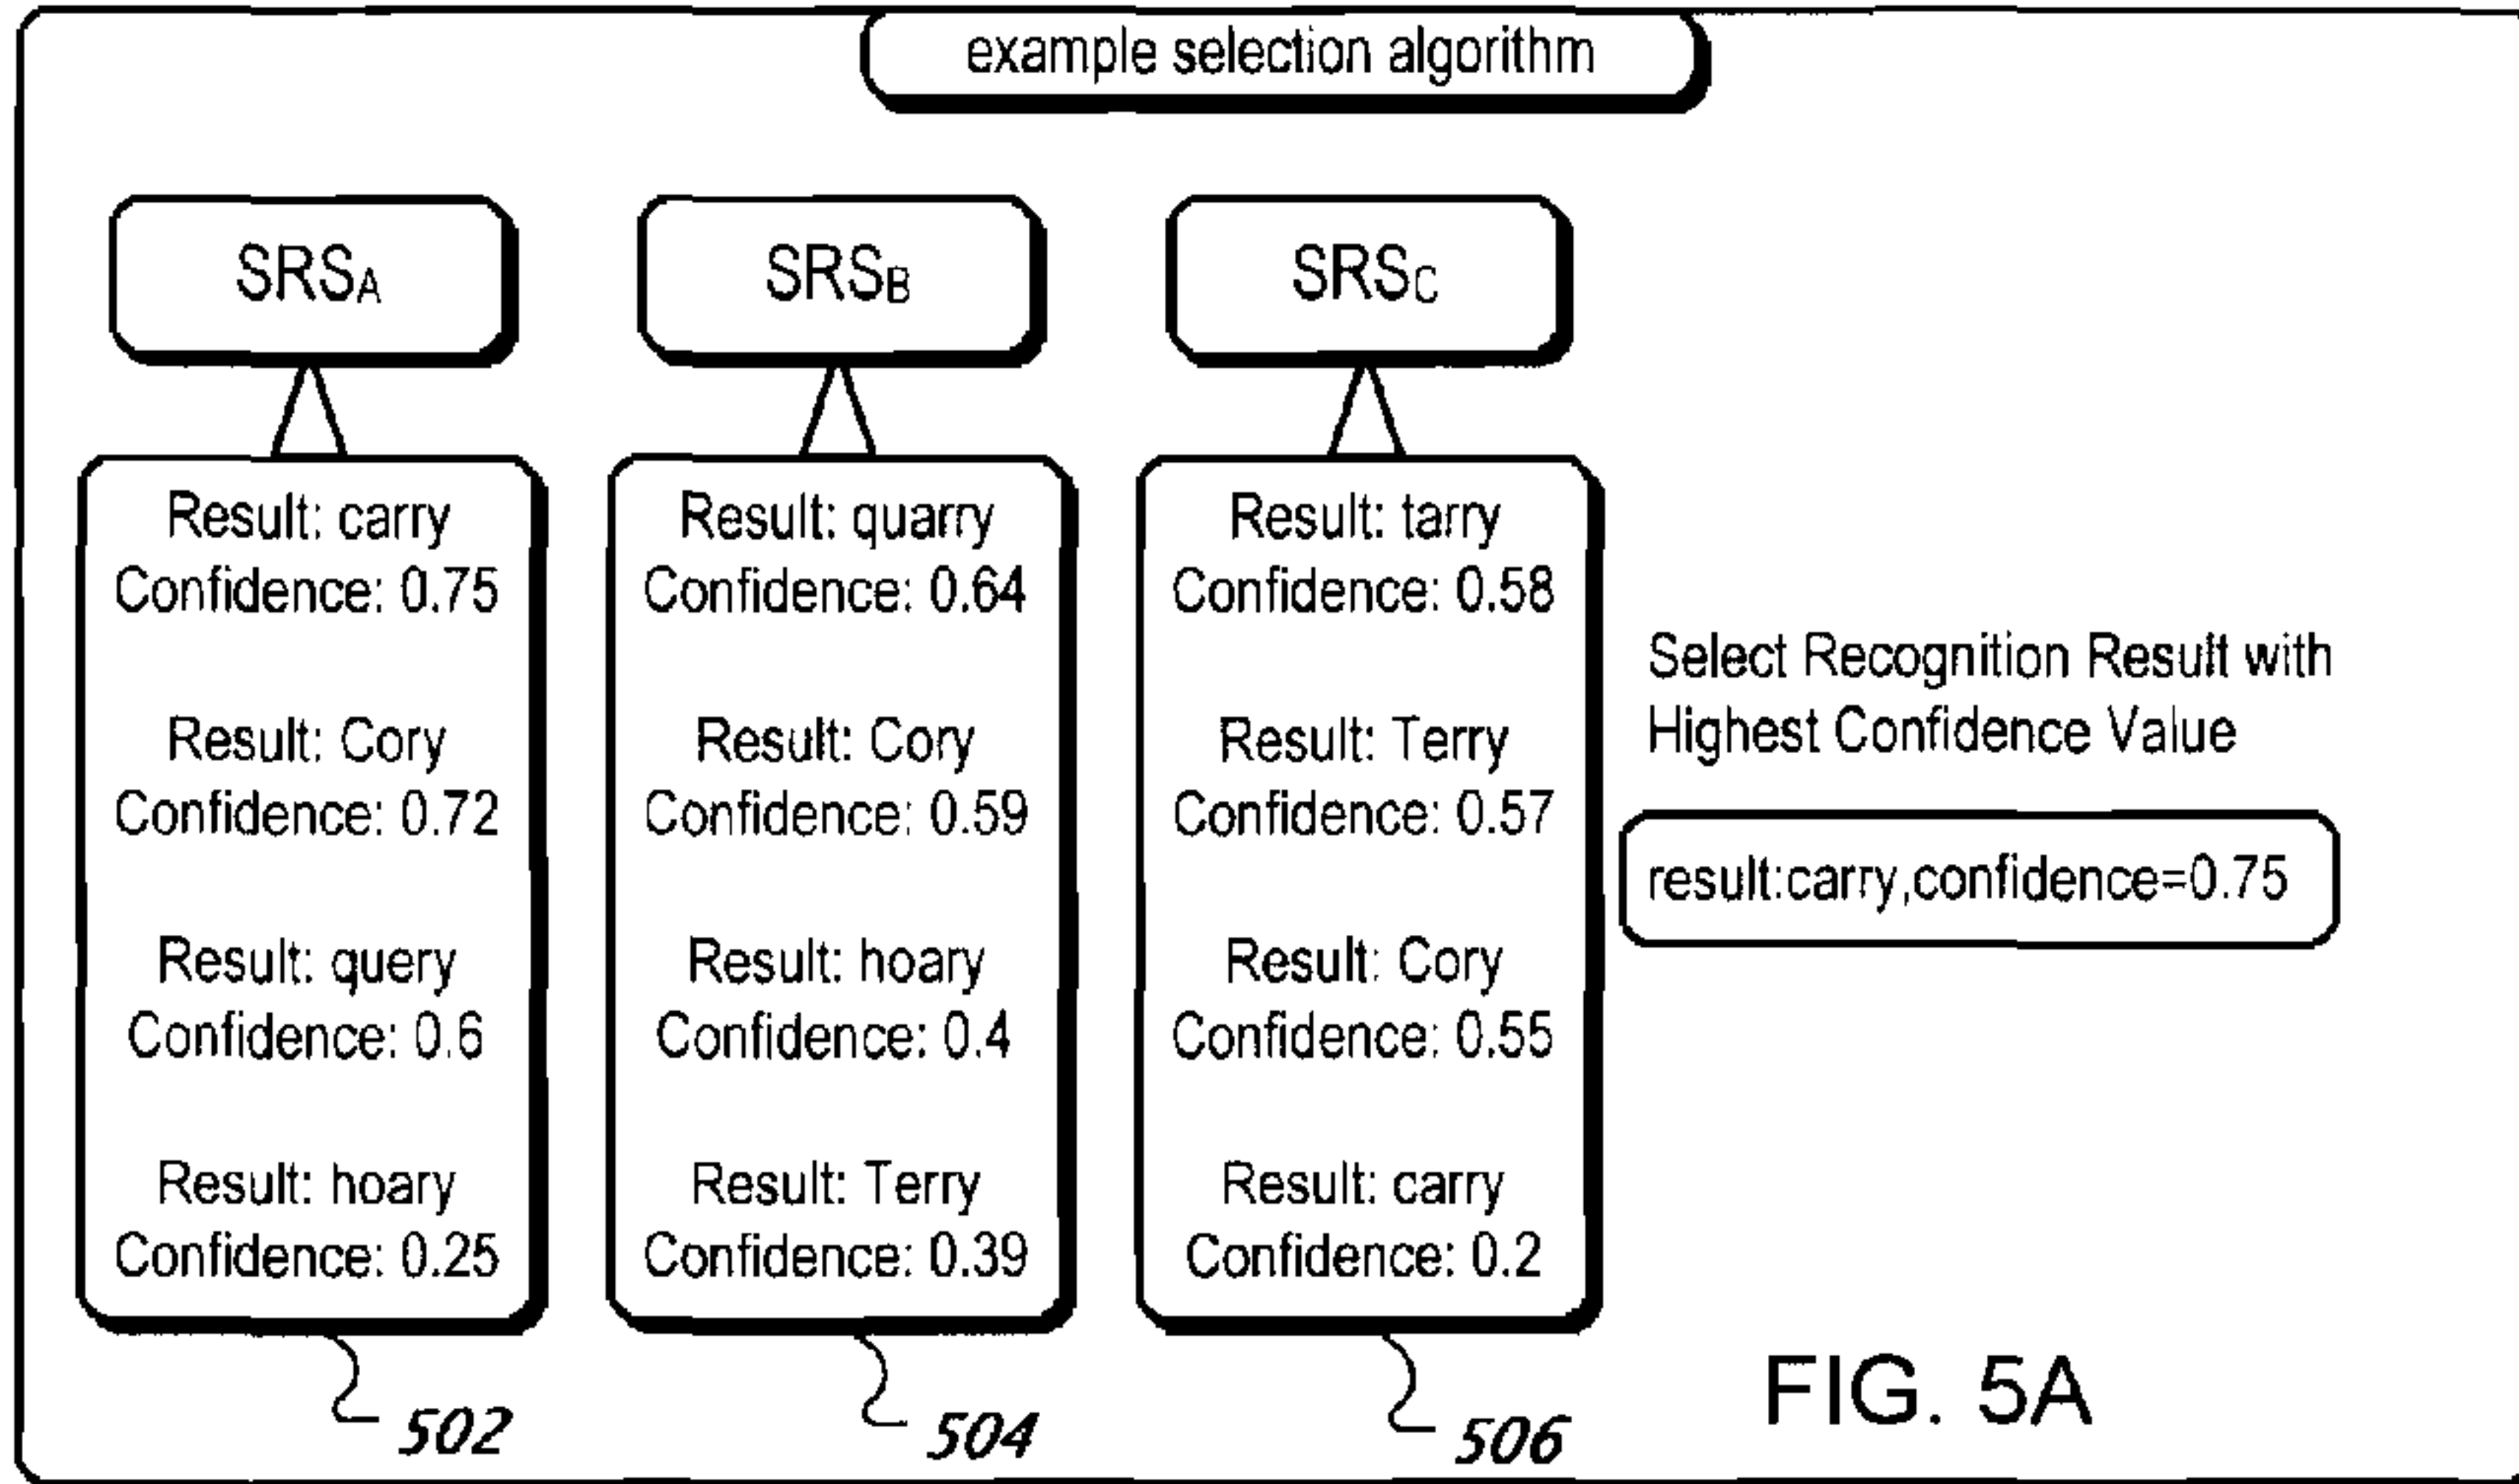 example selection algorithm
SRSA
SRSB
SRSC
Result: carry
Confidence: 0.75
Result: Cory
Confidence: 0.72
Result: query
Confidence: 0.6
Result: hoary
Confidence: 0.25
Result: quarry
Confidence: 0.64
Result: Cory
Confidence: 0.59
Result: hoary
Confidence: 0.4
Result: Terry
Confidence: 0.39
Result: tarry
Confidence: 0.58
Result: Terry
Confidence: 0.57
Result: Cory
Confidence: 0.55
Result: carry
Confidence: 0.2
Select Recognition Result with
Highest Confidence Value
result:carry,confidence=0.75
502
504
506
FIG. 5A